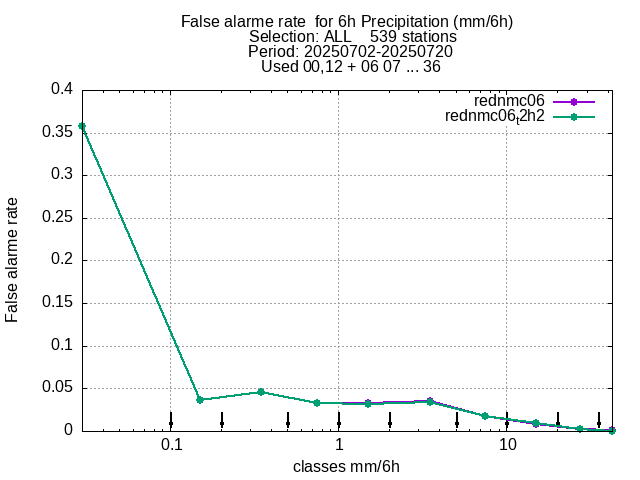 False alarme rate  for 6h Precipitation (mm/6h)
Selection: ALL    539 stations
Period: 20250702-20250720
Used 00,12 + 06 07 ... 36
rednmc06
rednmc06t2h2
0.4
0.35
0.3
0.25
0.2
0.15
0.1
0.05
0
False alarme rate
0.1 1 10
classes mm/6h